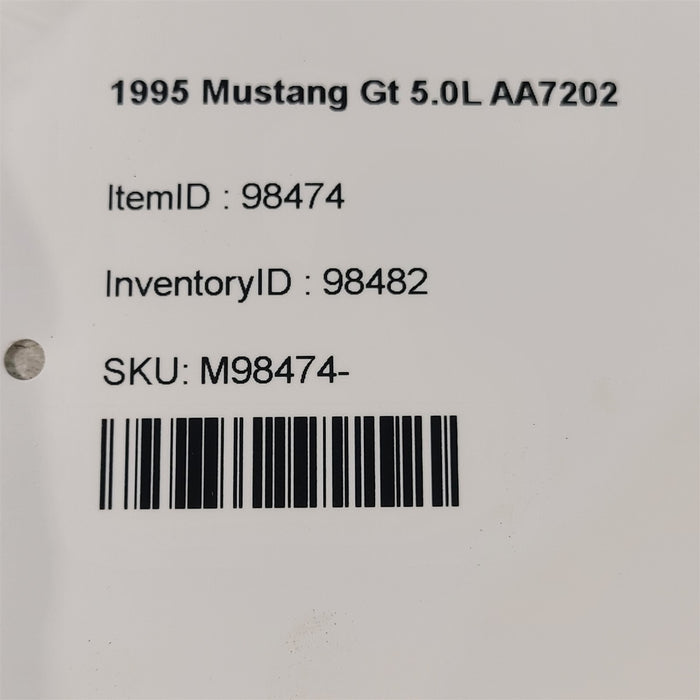 1995 Mustang Gt 5.0L AA7202
ItemID : 98474
InventoryID : 98482
SKU: M98474-